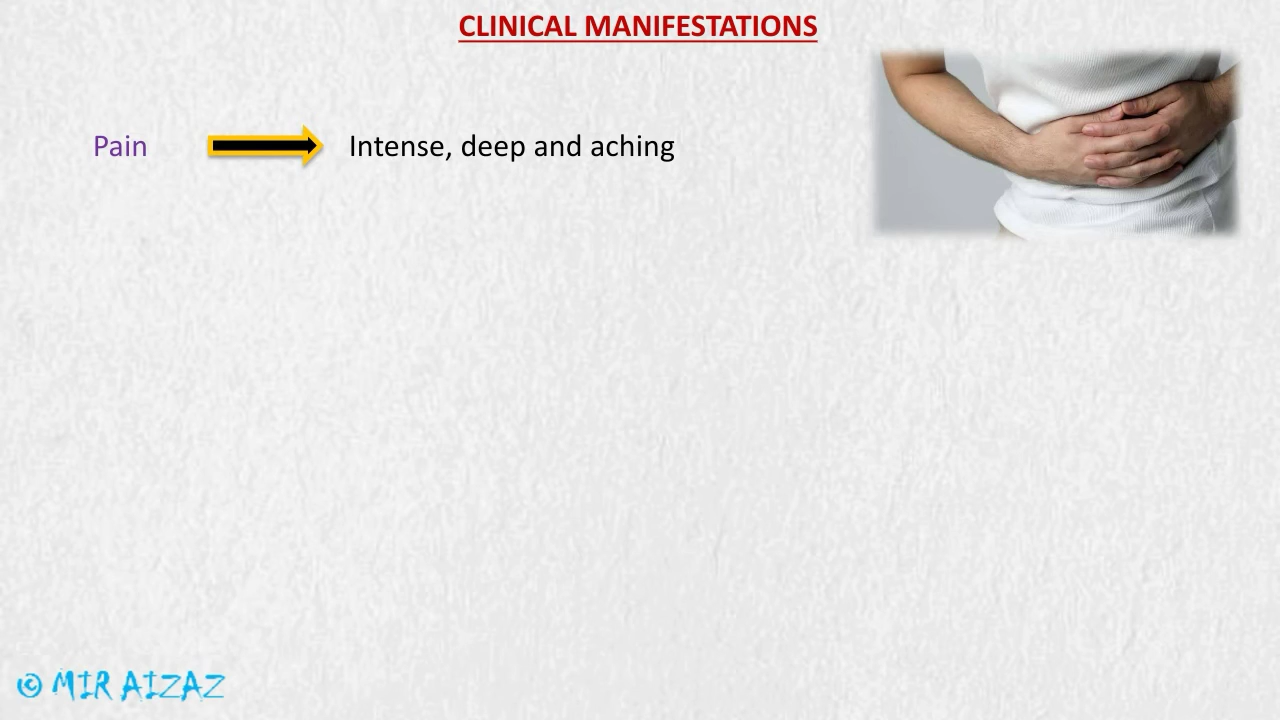 CLINICAL MANIFESTATIONS
Pain
Intense, deep and aching
© MIR AIZAZ